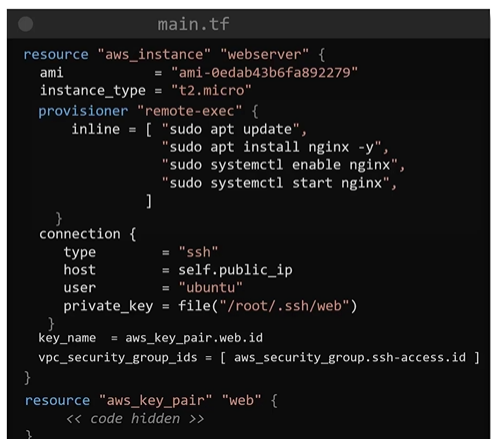 main.tf
resource "aws_instance" "webserver" {
ami = "ami-0edab43b6fa892279"
instance_type = "t2.micro"
provisioner "remote-exec" {
inline = [ "sudo apt update",
"sudo apt install nginx -y",
"sudo systemctl enable nginx",
"sudo systemctl start nginx",
]
}
connection {
type = "ssh"
host = self.public_ip
user = "ubuntu"
private_key = file("/root/.ssh/web")
}
key_name = aws_key_pair.web.id
vpc_security_group_ids = [ aws_security_group.ssh-access.id ]
}
resource "aws_key_pair" "web" {
<< code hidden >>
}